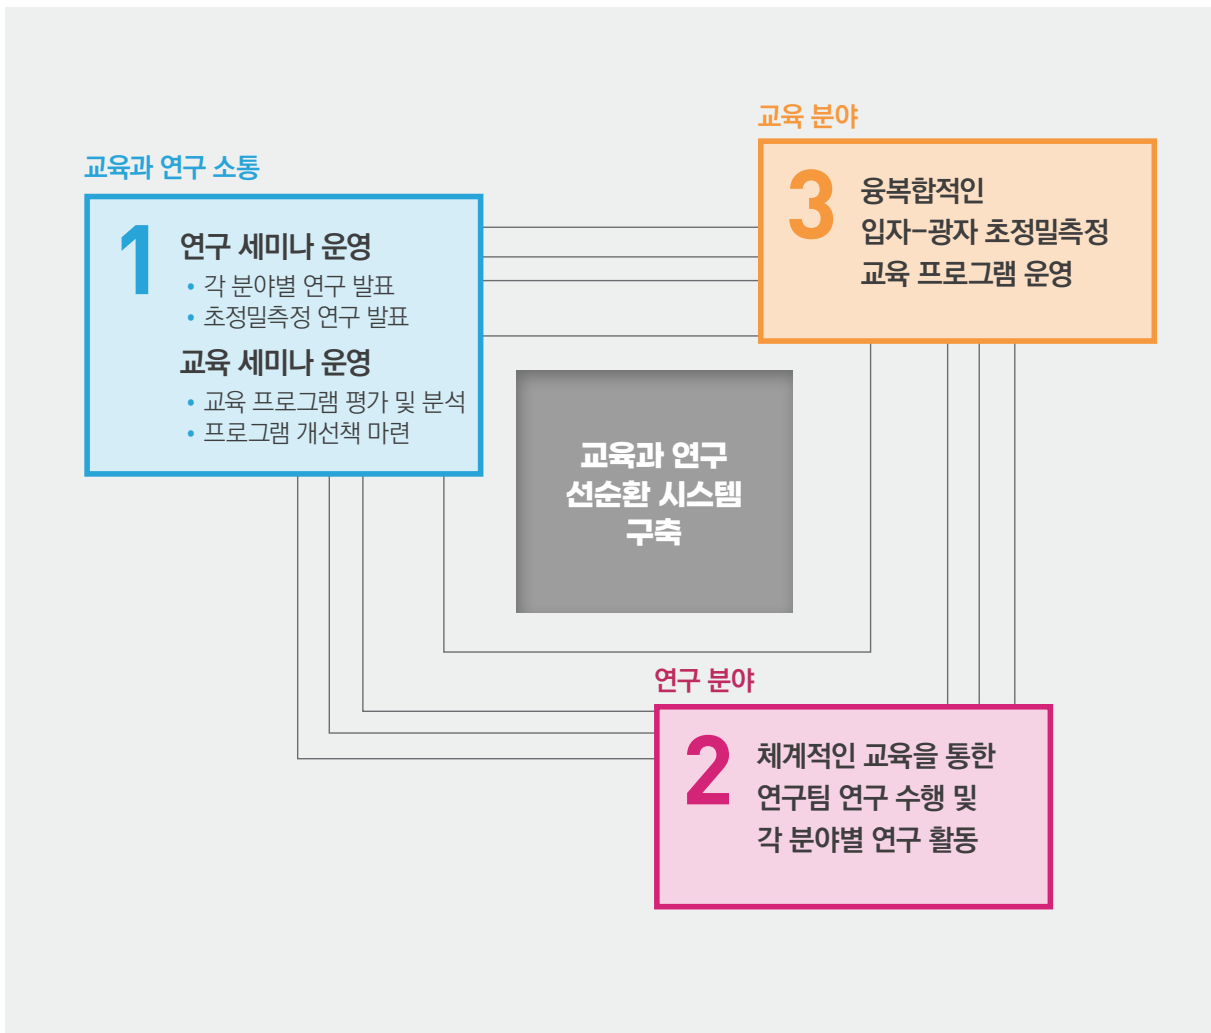 교육과 연구 소통
1
연구 세미나 운영
• 각 분야별 연구 발표
• 초정밀측정 연구 발표
교육 세미나 운영
• 교육 프로그램 평가 및 분석
• 프로그램 개선책 마련
교육 분야
3
융복합적인
입자-광자 초정밀측정
교육 프로그램 운영
교육과 연구
선순환 시스템
구축
연구 분야
2
체계적인 교육을 통한
연구팀 연구 수행 및
각 분야별 연구 활동